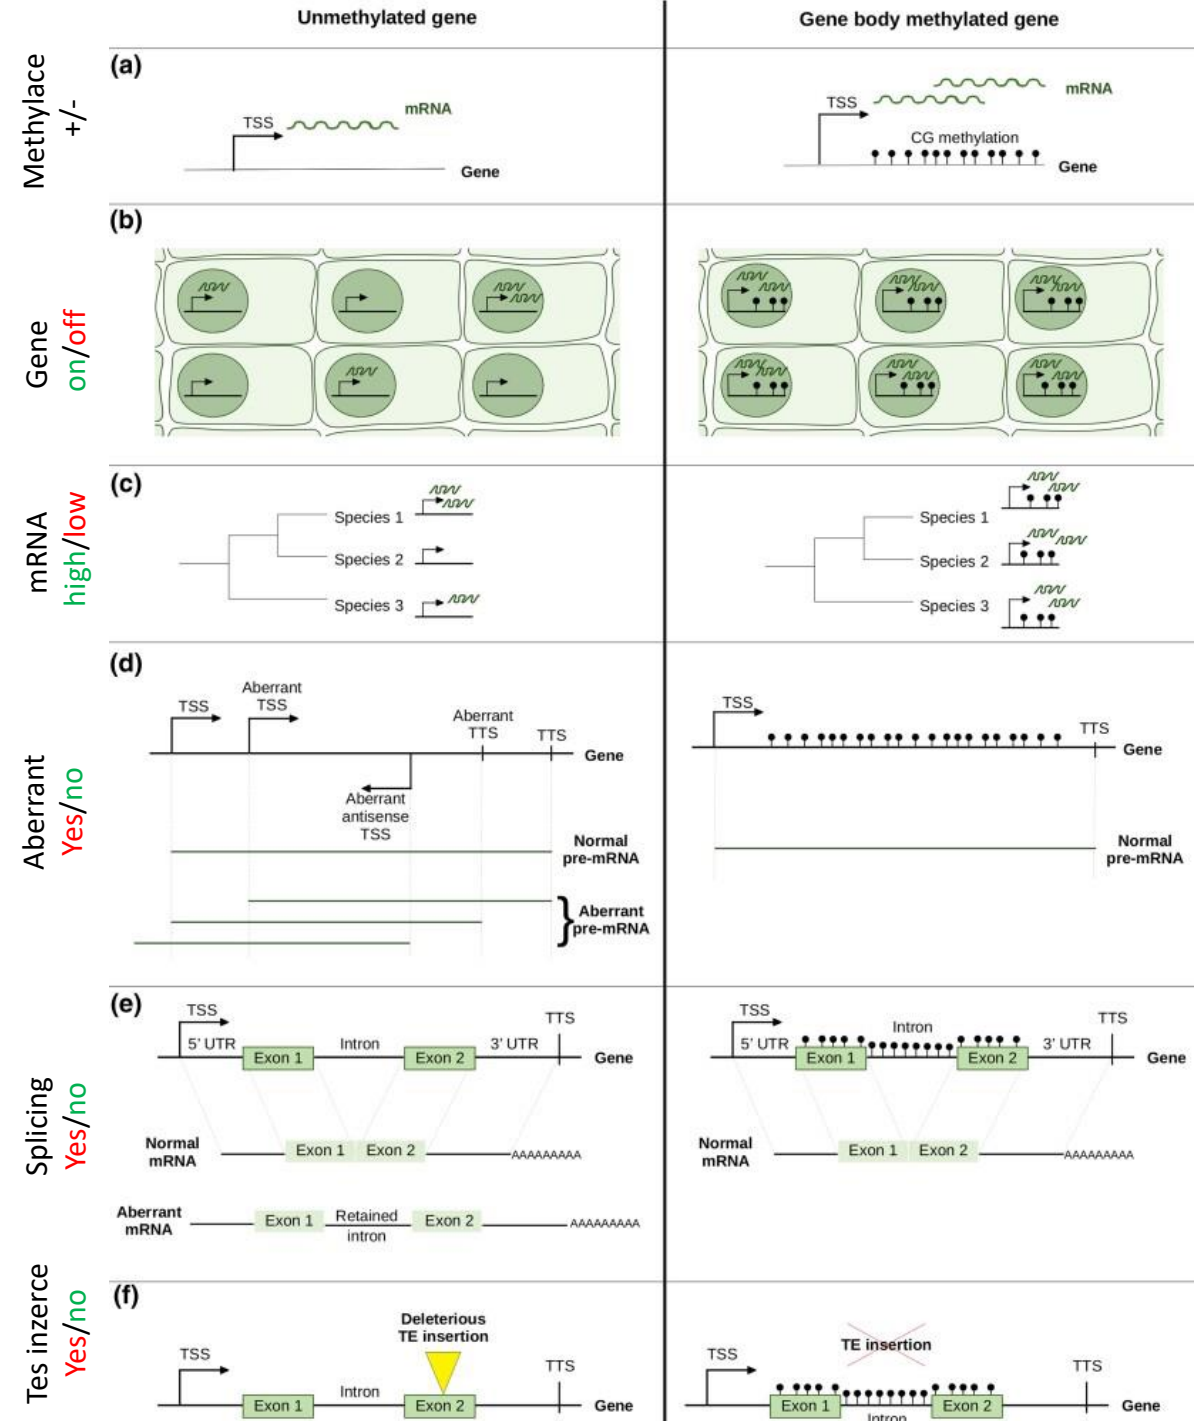 Unmethylated gene
Gene body methylated gene
Methylace
+/-
(a)
TSS
mRNA
Gene
TSS
mRNA
CG methylation
Gene
Gene
on/off
(b)
mRNA
high/low
(c)
Species 1
Species 2
Species 3
Species 1
Species 2
Species 3
Aberrant
Yes/no
(d)
TSS
Aberrant
TSS
Aberrant
TTS
TTS
Gene
Aberrant
antisense
TSS
Normal
pre-mRNA
Aberrant
pre-mRNA
TSS
TTS
Gene
Normal
pre-mRNA
Splicing
Yes/no
(e)
TSS
5' UTR
Exon 1
Intron
Exon 2
3' UTR
TTS
Gene
Normal
mRNA
Exon 1
Exon 2
AAAAAAAAA
Aberrant
mRNA
Exon 1
Retained
intron
Exon 2
AAAAAAAAA
TSS
5' UTR
Exon 1
Intron
Exon 2
3' UTR
TTS
Gene
Normal
mRNA
Exon 1
Exon 2
AAAAAAAAA
Tes inzerce
Yes/no
(f)
Deleterious
TE insertion
TSS
Exon 1
Intron
Exon 2
TTS
Gene
TE insertion
TSS
Exon 1
Intron
Exon 2
TTS
Gene